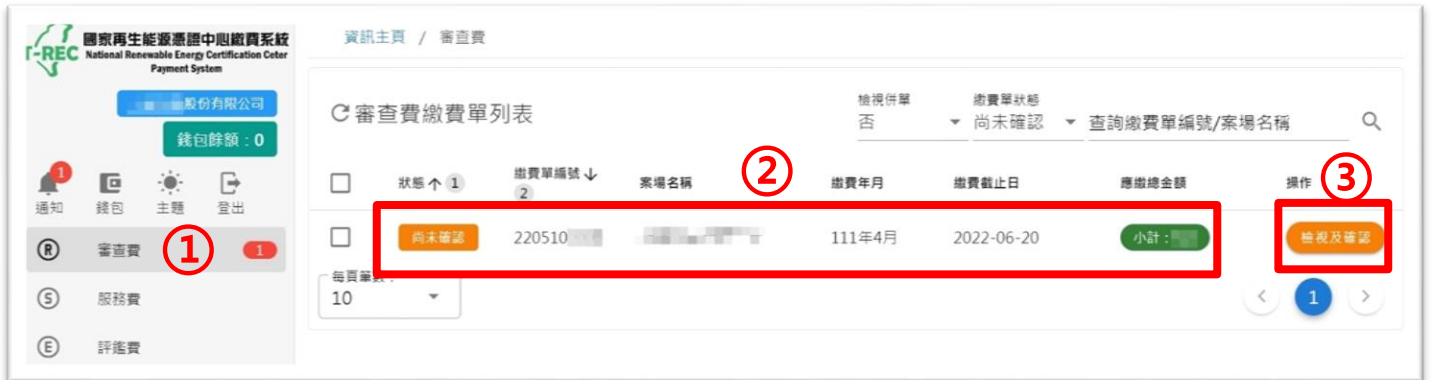 T-REC
國家再生能源憑證中心繳費系統
National Renewable Energy Certification Ceter
Payment System
股份有限公司
錢包餘額：0
1
通知
錢包
主題
登出
R
審查費
①
1
S
服務費
E
評鑑費
資訊主頁 / 審查費
審查費繳費單列表
檢視併單
否
繳費單狀態
尚未確認
查詢繳費單編號/案場名稱
狀態 ↑ 1
繳費單編號 ↓
2
案場名稱
②
繳費年月
繳費截止日
應繳總金額
操作
③
尚未確認
220510
111年4月
2022-06-20
小計：
檢視及確認
每頁筆數：
10
< 1 >